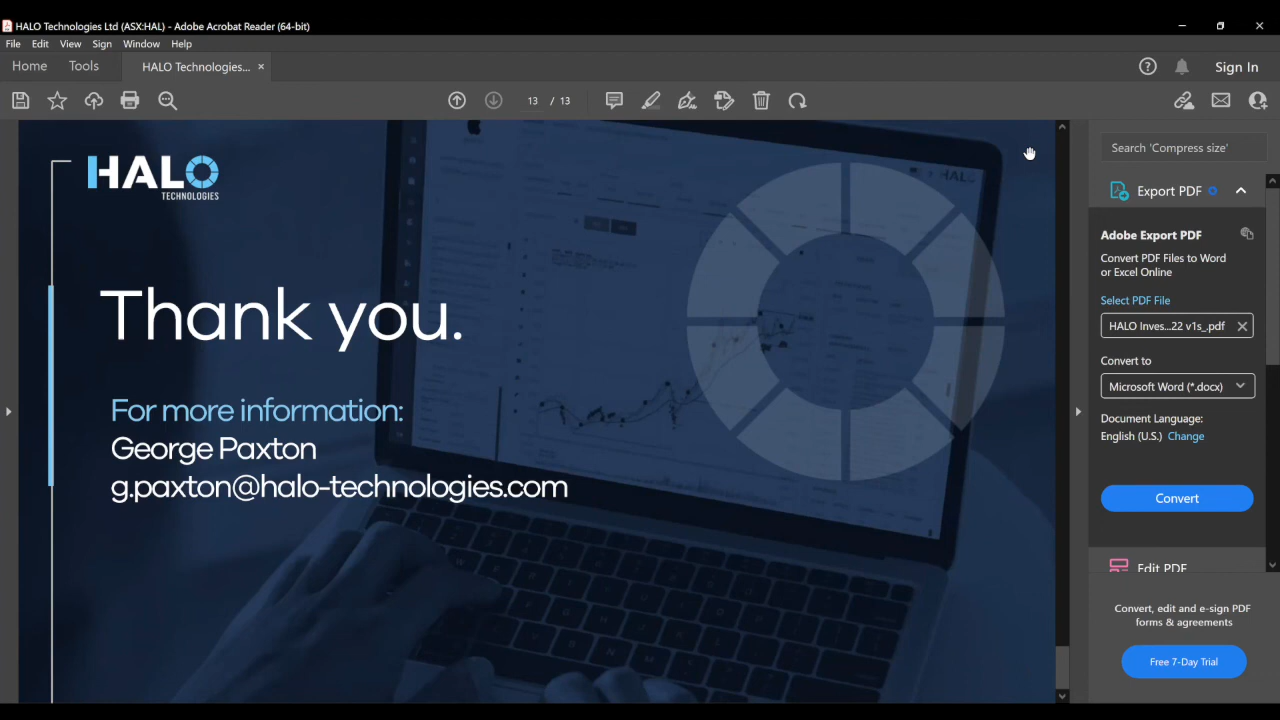 HALO Technologies Ltd (ASX:HAL) - Adobe Acrobat Reader (64-bit)
File Edit View Sign Window Help
Home Tools HALO Technologies... ×
Sign In
13 / 13
Search 'Compress size'
HALO
TECHNOLOGIES
Thank you.
For more information:
George Paxton
g.paxton@halo-technologies.com
Export PDF
Adobe Export PDF
Convert PDF Files to Word
or Excel Online
Select PDF File
HALO Inves...22 v1s_.pdf
Convert to
Microsoft Word (*.docx)
Document Language:
English (U.S.) Change
Convert
Edit PDF
Convert, edit and e-sign PDF
forms & agreements
Free 7-Day Trial